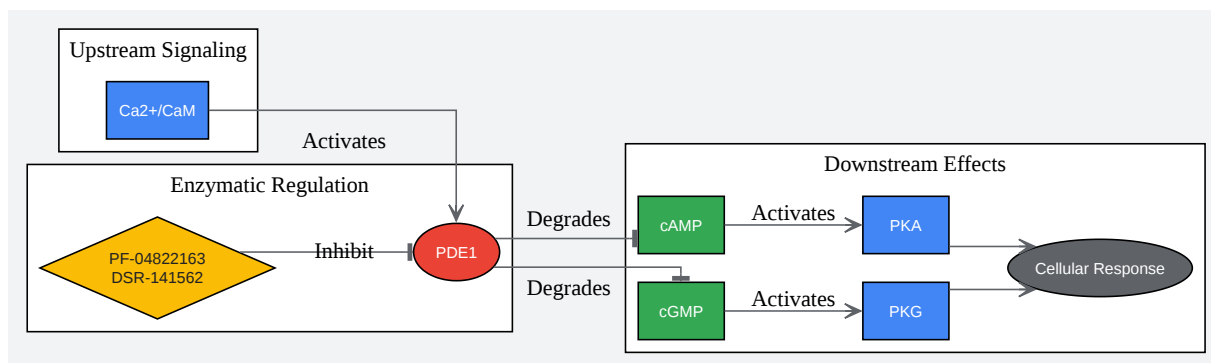 Upstream Signaling
Ca2+/CaM
Activates
Enzymatic Regulation
PF-04822163
DSR-141562
Inhibit
PDE1
Degrades
Degrades
Downstream Effects
cAMP
Activates
PKA
cGMP
Activates
PKG
Cellular Response